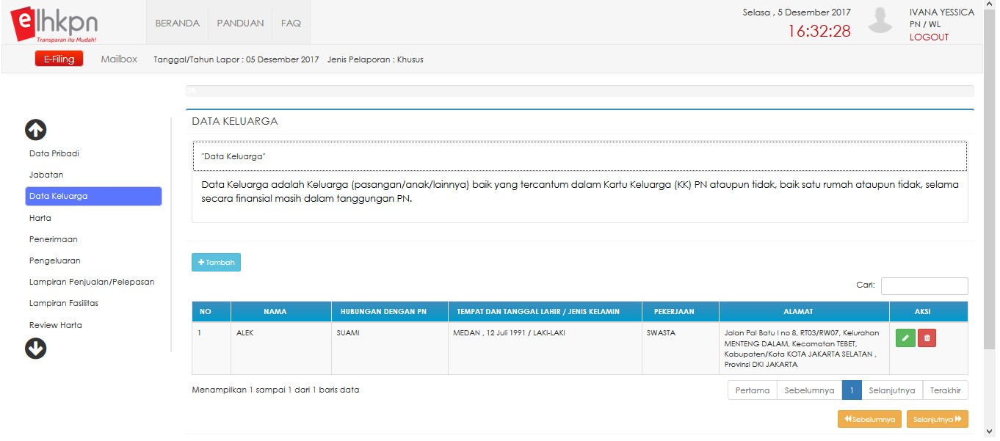 elhkpn
Transparan itu Mudah!
BERANDA PANDUAN FAQ
Selasa , 5 Desember 2017
16:32:28
IVANA YESSICA
PN / WL
LOGOUT
E-Filing Mailbox Tanggal/Tahun Lapor : 05 Desember 2017 Jenis Pelaporan : Khusus
Data Pribadi
Jabatan
Data Keluarga
Harta
Penerimaan
Pengeluaran
Lampiran Penjualan/Pelepasan
Lampiran Fasilitas
Review Harta
DATA KELUARGA
"Data Keluarga"
Data Keluarga adalah Keluarga (pasangan/anak/lainnya) baik yang tercantum dalam Kartu Keluarga (KK) PN ataupun tidak, baik satu rumah ataupun tidak, selama
secara finansial masih dalam tanggungan PN.
Tambah
Cari:
NO NAMA HUBUNGAN DENGAN PN TEMPAT DAN TANGGAL LAHIR / JENIS KELAMIN PEKERJAAN ALAMAT AKSI
1 ALEK SUAMI MEDAN , 12 Juli 1991 / LAKI-LAKI SWASTA Jalan Pal Batu I no 8, RT03/RW07, Kelurahan
MENTENG DALAM, Kecamatan TEBET,
Kabupaten/Kota KOTA JAKARTA SELATAN ,
Provinsi DKI JAKARTA
Menampilkan 1 sampai 1 dari 1 baris data
Pertama Sebelumnya 1 Selanjutnya Terakhir
Sebelumnya Selanjutnya